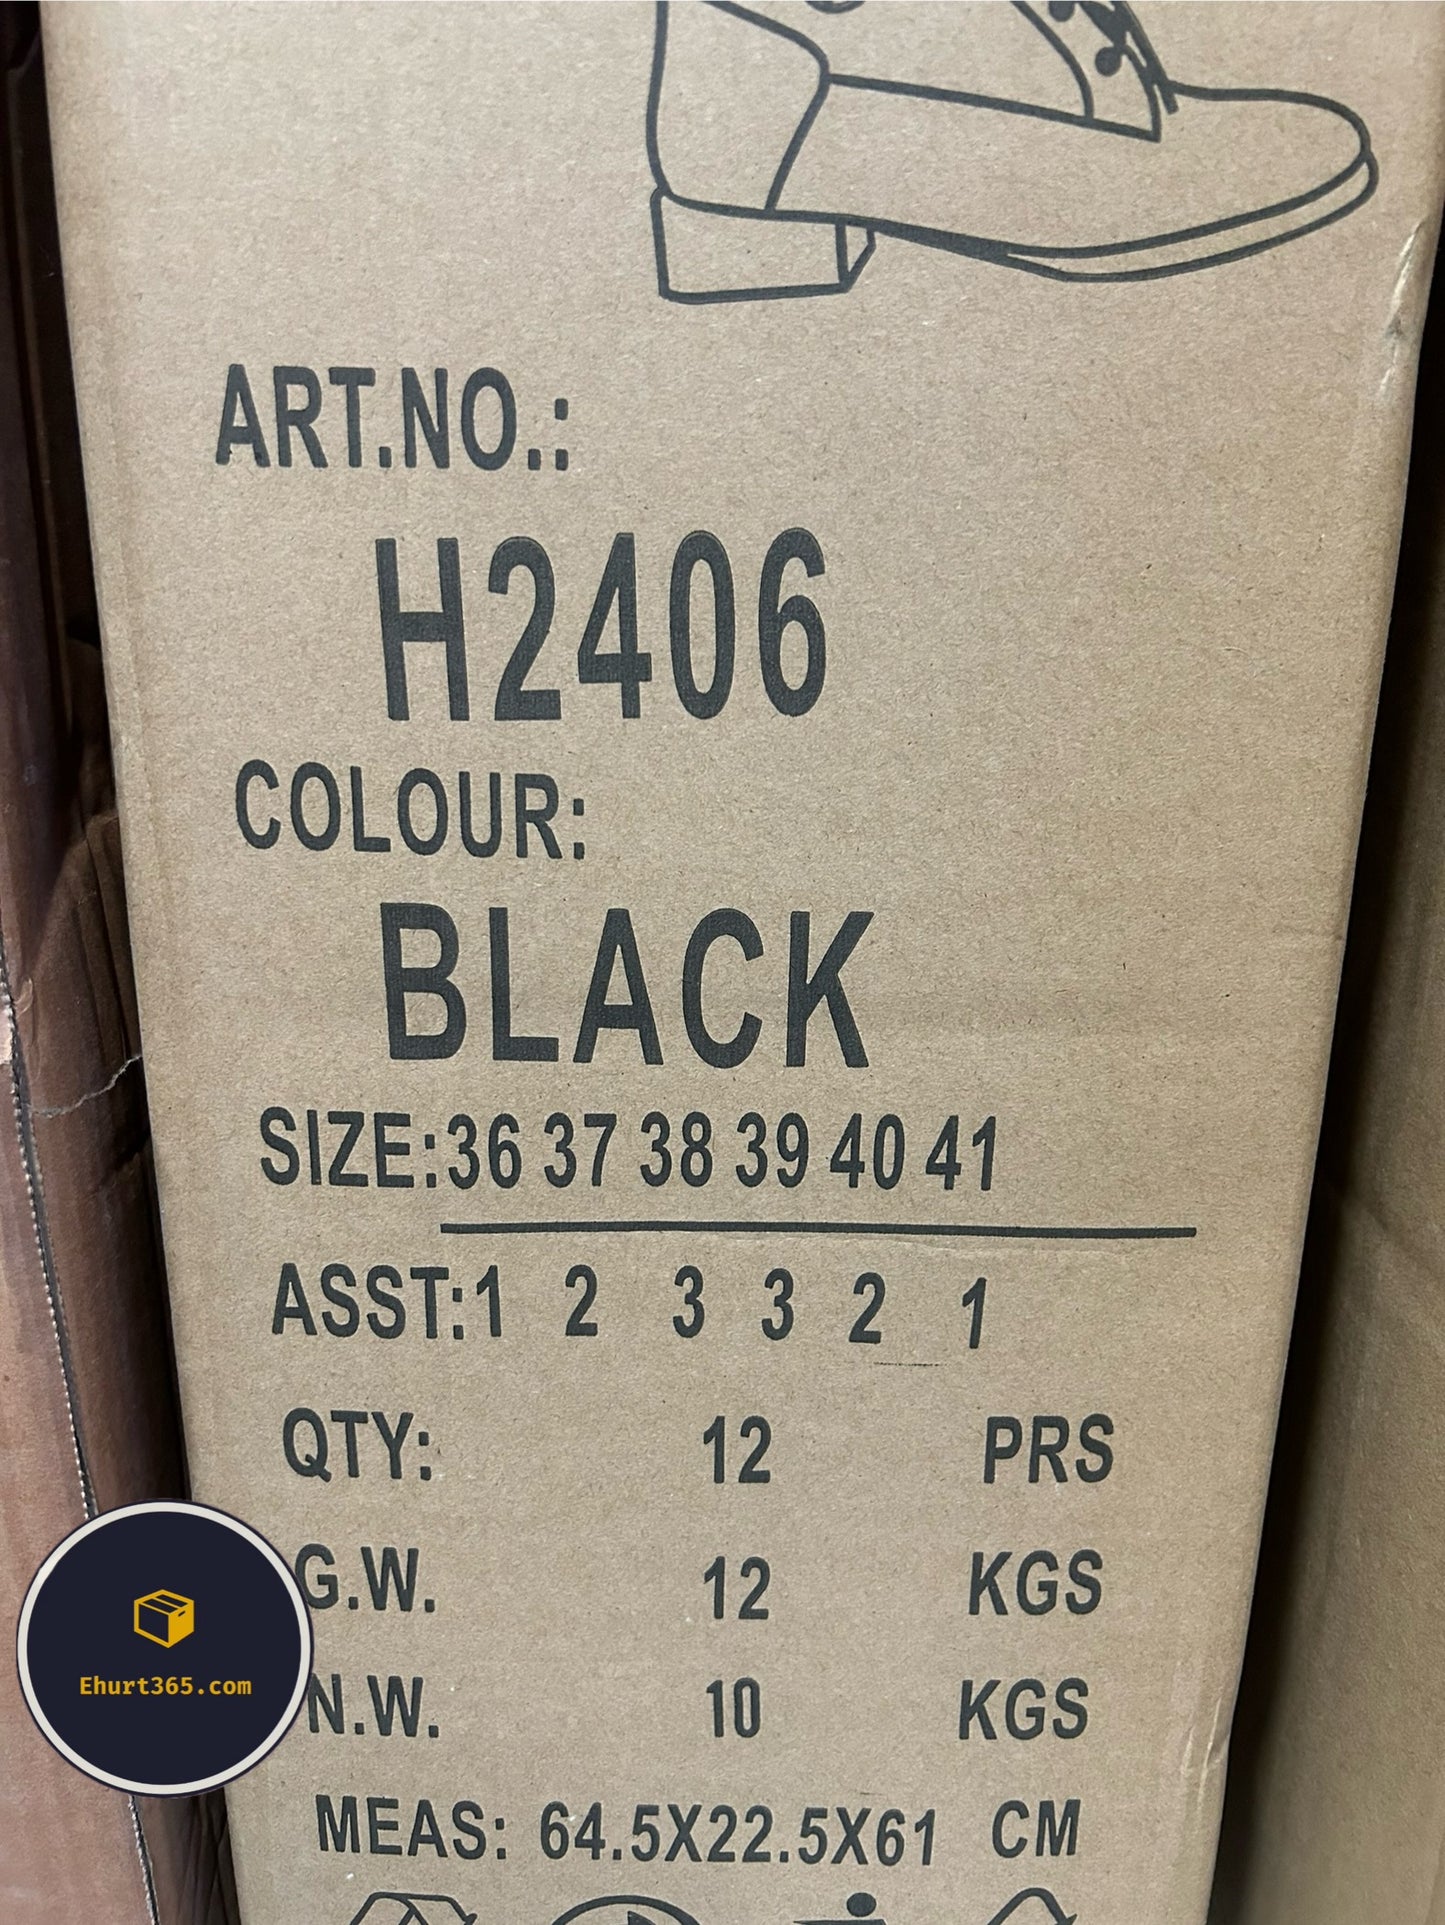 ART.NO.:
H2406
COLOUR:
BLACK
SIZE:36 37 38 39 40 41
ASST:1 2 3 3 2 1
QTY: 12 PRS
G.W. 12 KGS
N.W. 10 KGS
MEAS: 64.5X22.5X61 CM
Ehurt365.com